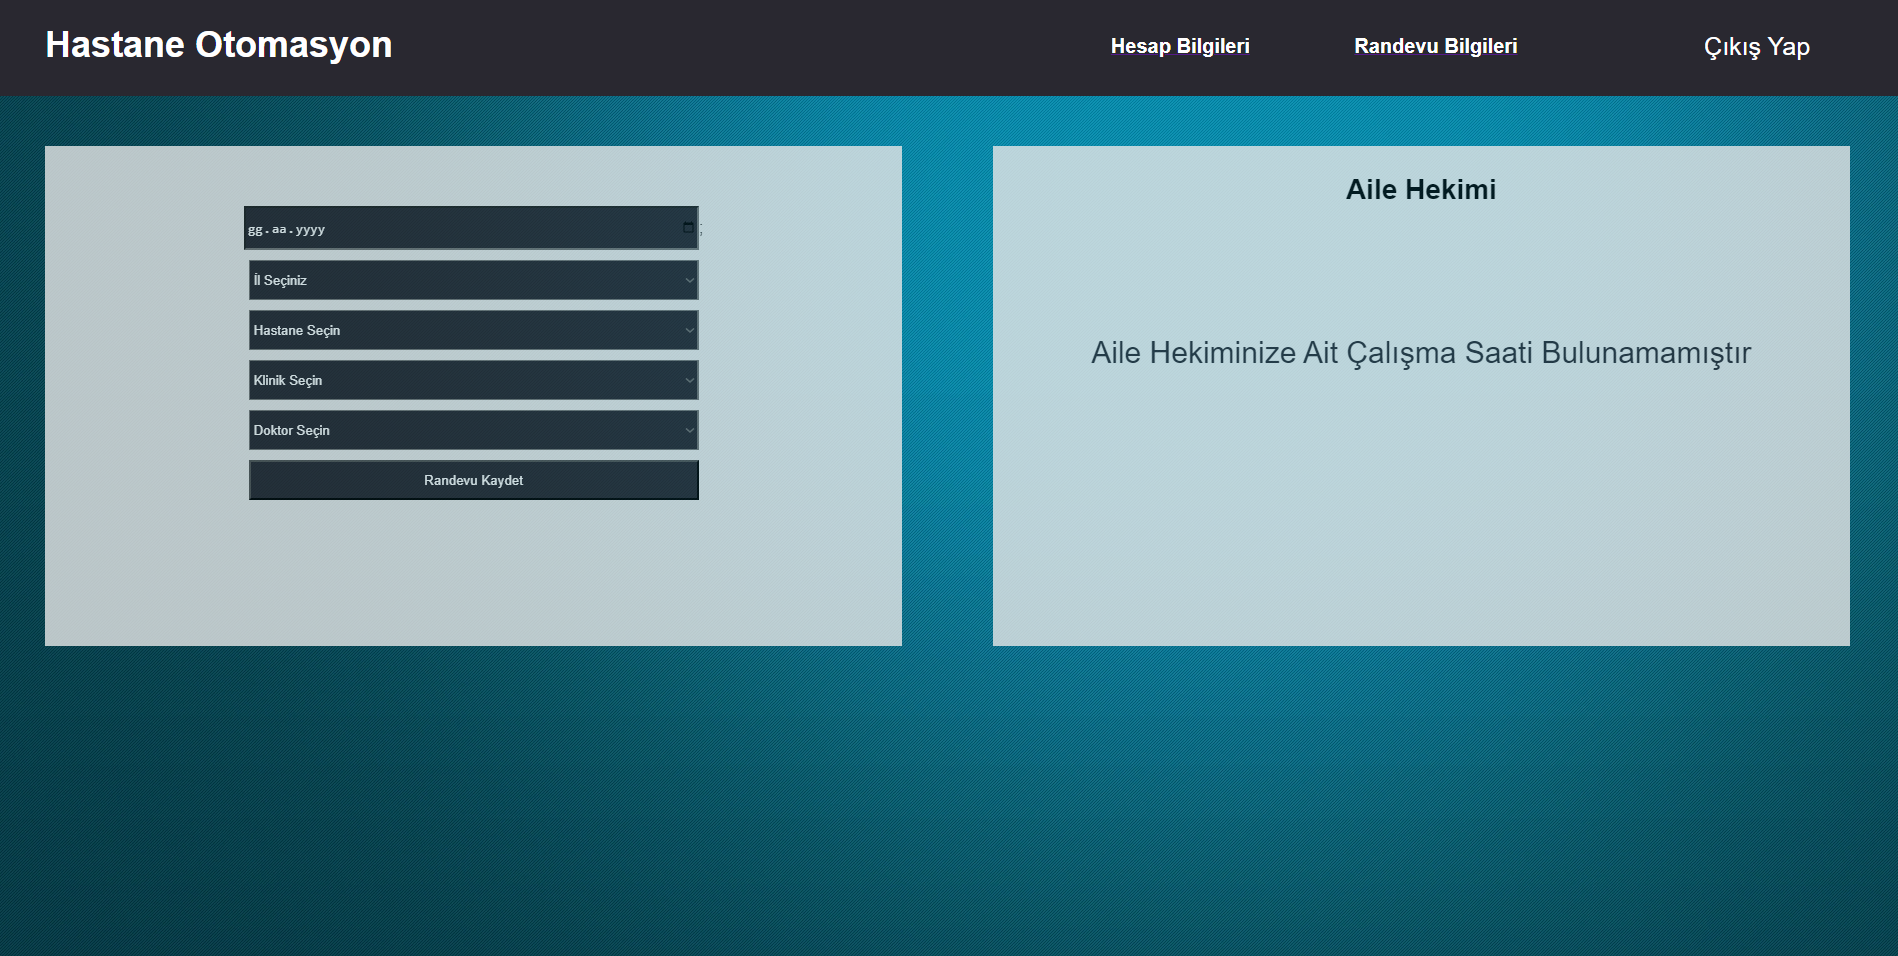 Hastane Otomasyon
Hesap Bilgileri
Randevu Bilgileri
Çıkış Yap
gg.aa.yyyy
;
İl Seçiniz
Hastane Seçin
Klinik Seçin
Doktor Seçin
Randevu Kaydet
Aile Hekimi
Aile Hekiminize Ait Çalışma Saati Bulunamamıştır